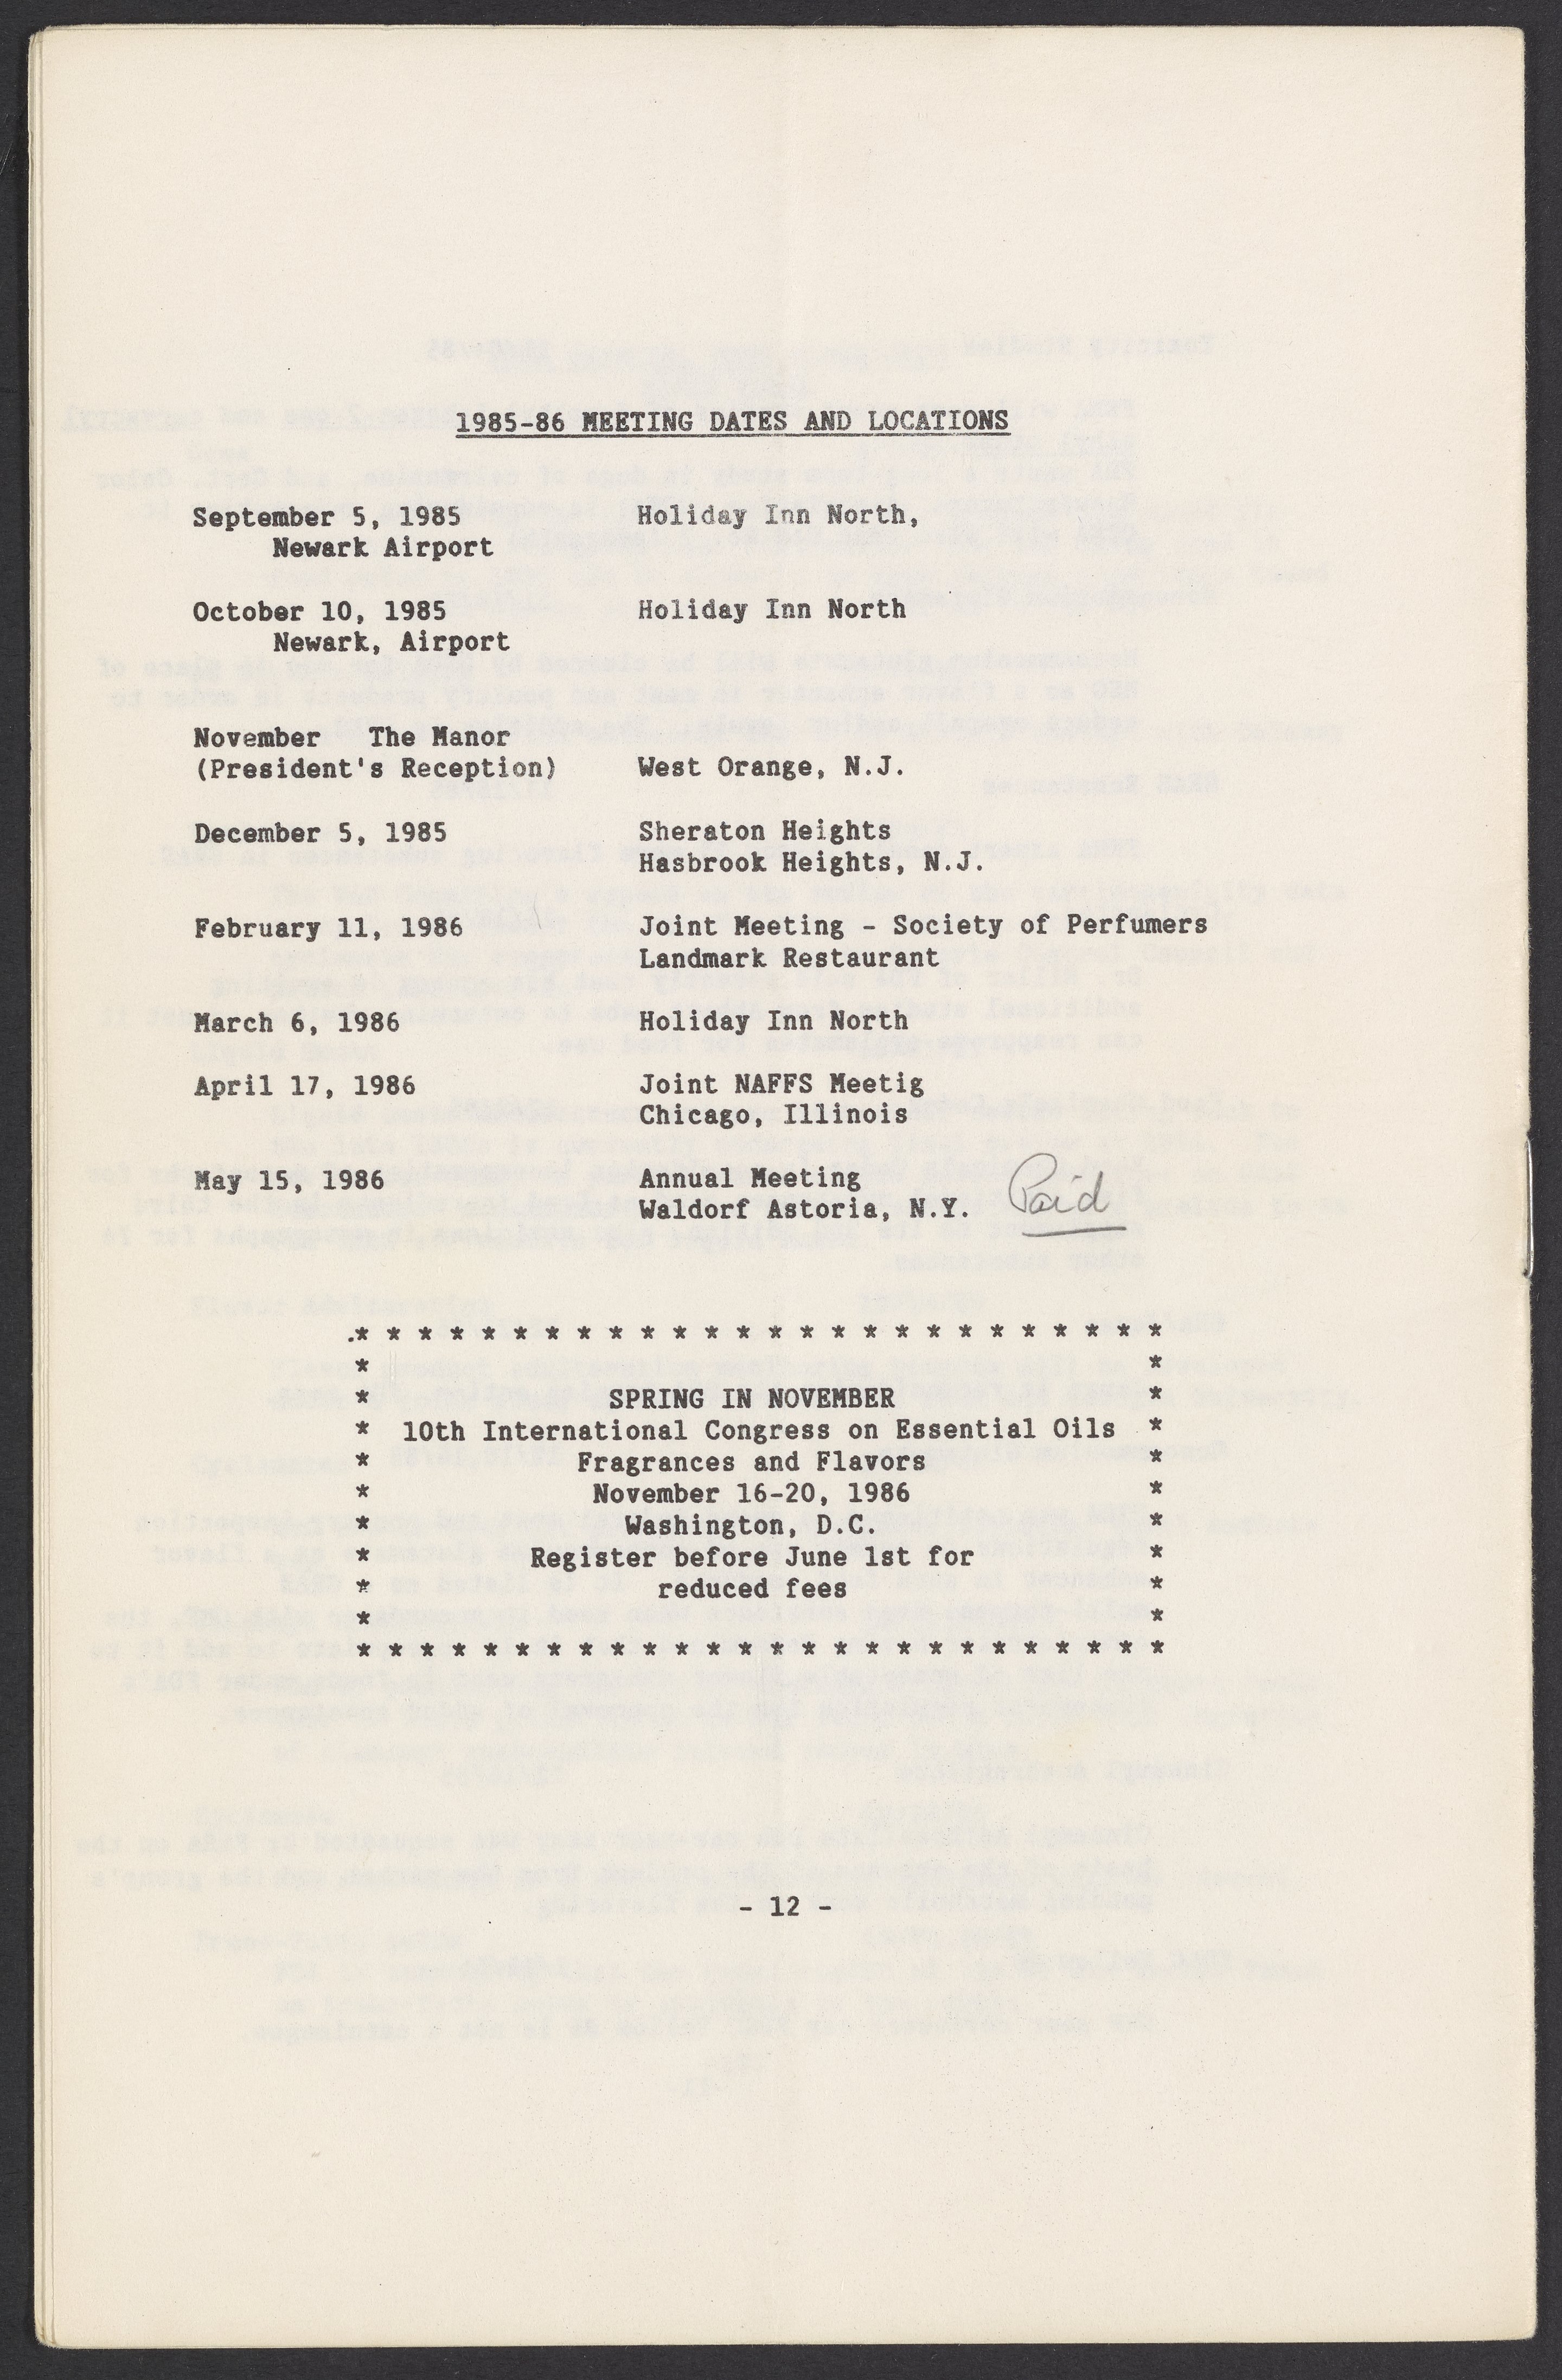 1985-86 MEETING DATES AND LOCATIONS
September 5, 1985 Holiday Inn North,
Newark Airport
October 10, 1985 Holiday Inn North
Newark, Airport
November The Manor
(President's Reception) West Orange, N.J.
December 5, 1985 Sheraton Heights
Hasbrook Heights, N.J.
February 11, 1986 Joint Meeting - Society of Perfumers
Landmark Restaurant
March 6, 1986 Holiday Inn North
April 17, 1986 Joint NAFFS Meetig
Chicago, Illinois
May 15, 1986 Annual Meeting
Waldorf Astoria, N.Y. Paid
.* * * * * * * * * * * * * * * * * * * * * * * * * *
* *
* SPRING IN NOVEMBER *
* 10th International Congress on Essential Oils *
* Fragrances and Flavors *
* November 16-20, 1986 *
* Washington, D.C. *
* Register before June 1st for *
* reduced fees *
* *
* * * * * * * * * * * * * * * * * * * * * * * * * *
- 12 -